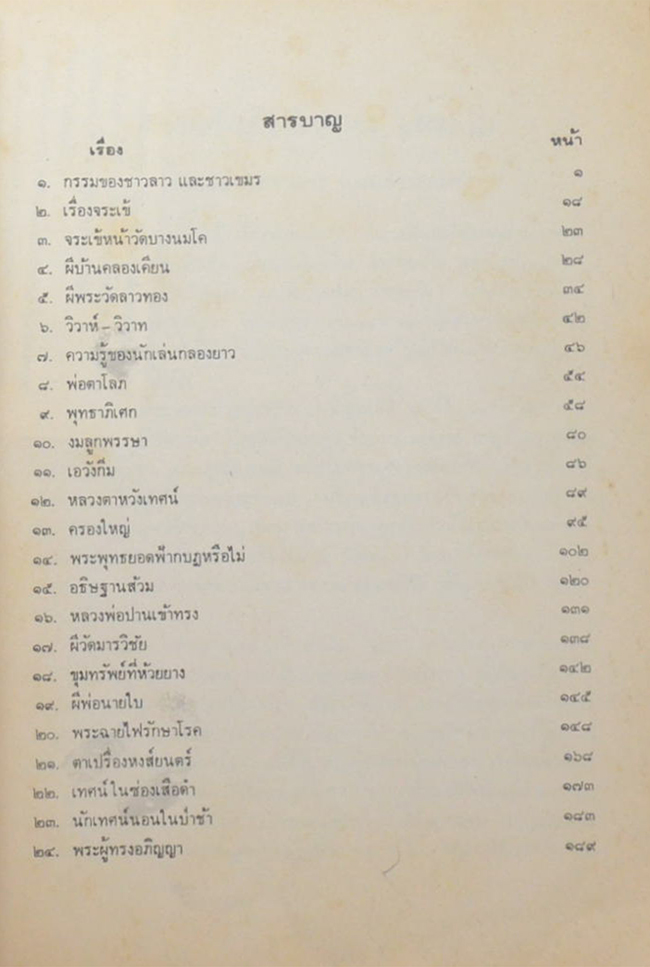 สารบาญ
เรื่อง หน้า
๑. กรรมของชาวลาว และชาวเขมร ๑
๒. เรื่องจระเข้ ๑๘
๓. จระเข้หน้าวัดบางนมโค ๒๓
๔. ผีบ้านคลองเคียน ๒๘
๕. ผีพระวัดลาวทอง ๓๔
๖. วิวาห์ – วิวาท ๔๒
๗. ความรู้ของนักเล่นกลองยาว ๔๖
๘. พ่อตาโลภ ๕๔
๙. พุทธาภิเศก ๕๘
๑๐. งมลูกพรรษา ๘๐
๑๑. เอวังกึม ๘๖
๑๒. หลวงตาหวังเทศน์ ๘๙
๑๓. ครองใหญ่ ๙๕
๑๔. พระพุทธยอดฟ้ากบฏหรือไม่ ๑๐๒
๑๕. อธิษฐานส้วม ๑๒๐
๑๖. หลวงพ่อปานเข้าทรง ๑๓๑
๑๗. ผีวัดมารวิชัย ๑๓๘
๑๘. ขุมทรัพย์ที่ห้วยยาง ๑๔๒
๑๙. ผีพ่อนายใบ ๑๔๕
๒๐. พระฉายไฟรักษาโรค ๑๔๘
๒๑. ตาเปรื่องหงส์ยนตร์ ๑๖๘
๒๒. เทศน์ในซ่องเสือดำ ๑๗๓
๒๓. นักเทศน์นอนในป่าช้า ๑๘๓
๒๔. พระผู้ทรงอภิญญา ๑๘๙